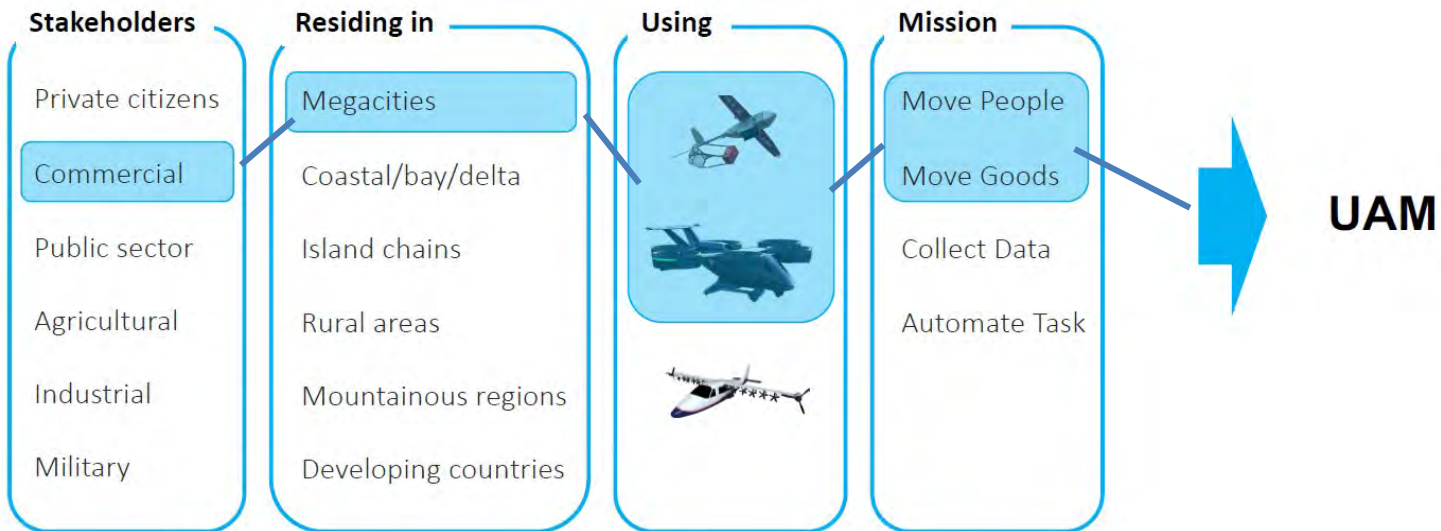 Stakeholders
Private citizens
Commercial
Public sector
Agricultural
Industrial
Military
Residing in
Megacities
Coastal/bay/delta
Island chains
Rural areas
Mountainous regions
Developing countries
Using
Mission
Move People
Move Goods
Collect Data
Automate Task
UAM